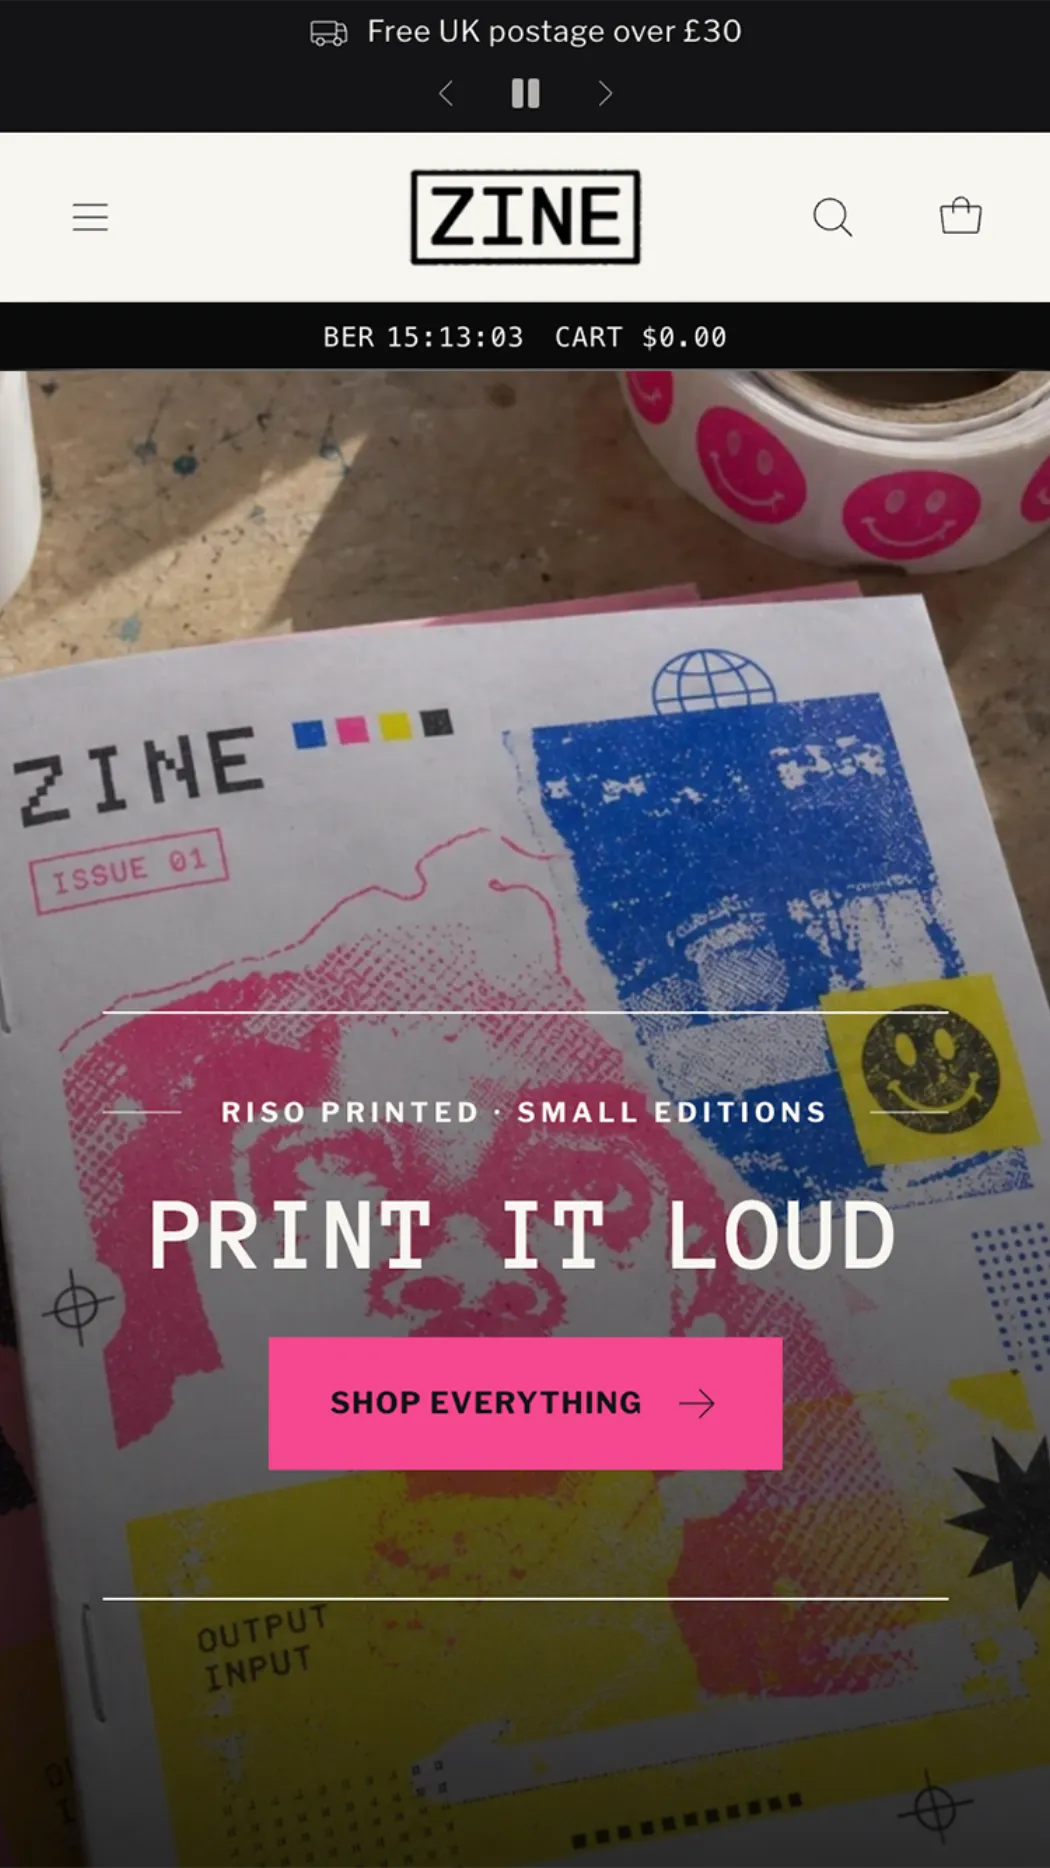 Free UK postage over £30
ZINE
BER 15:13:03 CART $0.00
ZINE
ISSUE 01
RISO PRINTED · SMALL EDITIONS
PRINT IT LOUD
SHOP EVERYTHING
OUTPUT
INPUT